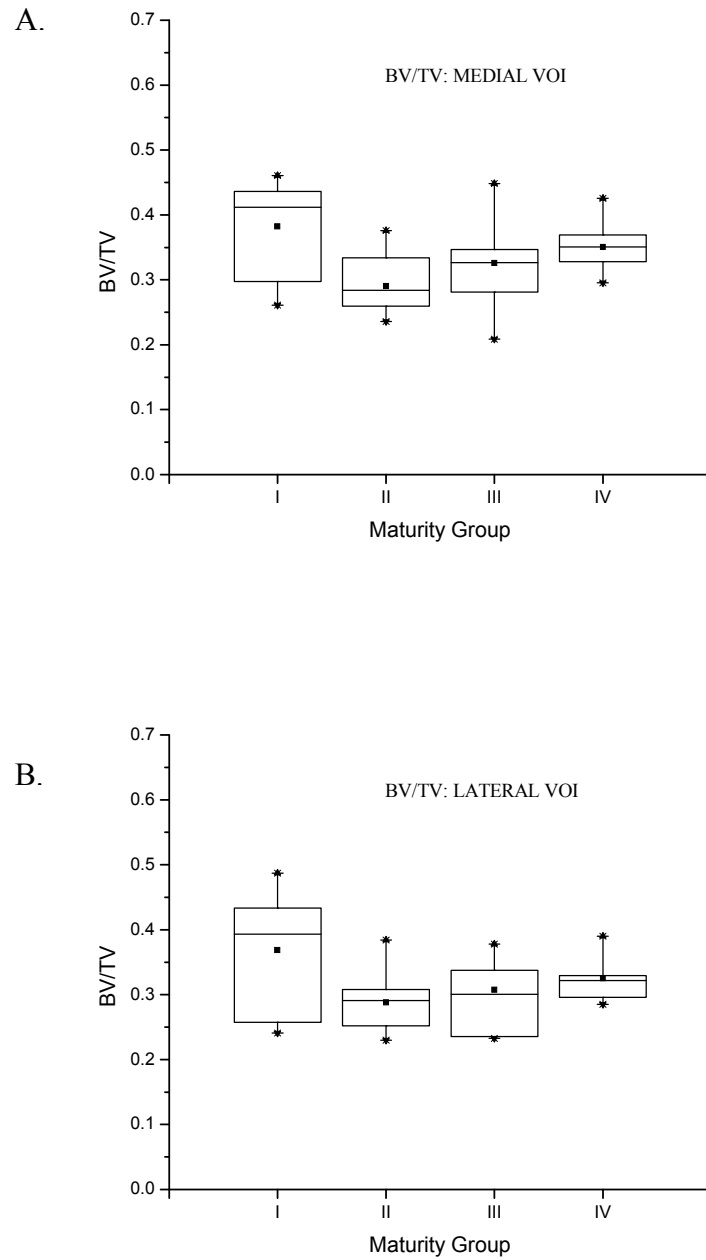 A.
BV/TV: MEDIAL VOI
0.7
0.6
0.5
0.4
0.3
0.2
0.1
0.0
BV/TV
I II III IV
Maturity Group
B.
BV/TV: LATERAL VOI
0.7
0.6
0.5
0.4
0.3
0.2
0.1
0.0
BV/TV
I II III IV
Maturity Group